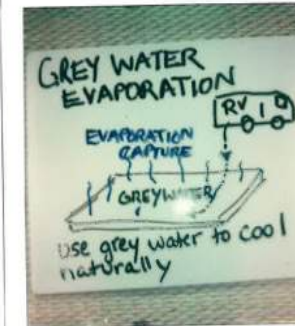 GREY WATER
EVAPORATION
RV
EVAPORATION
CAPTURE
GREYWATER
use grey water to cool
naturally